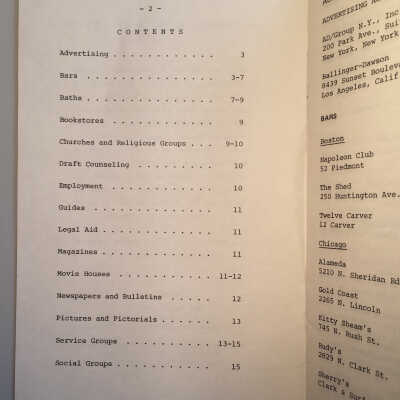 - 2 -
C O N T E N T S
Advertising . . . . . . . . . . . . 3
Bars . . . . . . . . . . . . . . . 3-7
Baths . . . . . . . . . . . . . . . 7-9
Bookstores . . . . . . . . . . . . 9
Churches and Religious Groups . . . 9-10
Draft Counseling . . . . . . . . . 10
Employment . . . . . . . . . . . . 10
Guides . . . . . . . . . . . . . . 11
Legal Aid . . . . . . . . . . . . . 11
Magazines . . . . . . . . . . . . . 11
Movie Houses . . . . . . . . . . . 11-12
Newspapers and Bulletins . . . . . 12
Pictures and Pictorials . . . . . . 13
Service Groups . . . . . . . . . . 13-15
Social Groups . . . . . . . . . . . 15
ADVERTISING
AD/Group N.Y., Inc
200 Park Ave.,
New York, New York
Ballinger-Dawson
8439 Sunset Boulev
Los Angeles, Calif
BARS
Boston
Napoleon Club
52 Piedmont
The Shed
250 Huntington Ave.
Twelve Carver
12 Carver
Chicago
Alameda
5210 N. Sheridan Rd
Gold Coast
2265 N. Lincoln
Kitty Sheam's
745 N. Rush St.
Rudy's
2829 N. Clark St.
Sherry's
Clark &